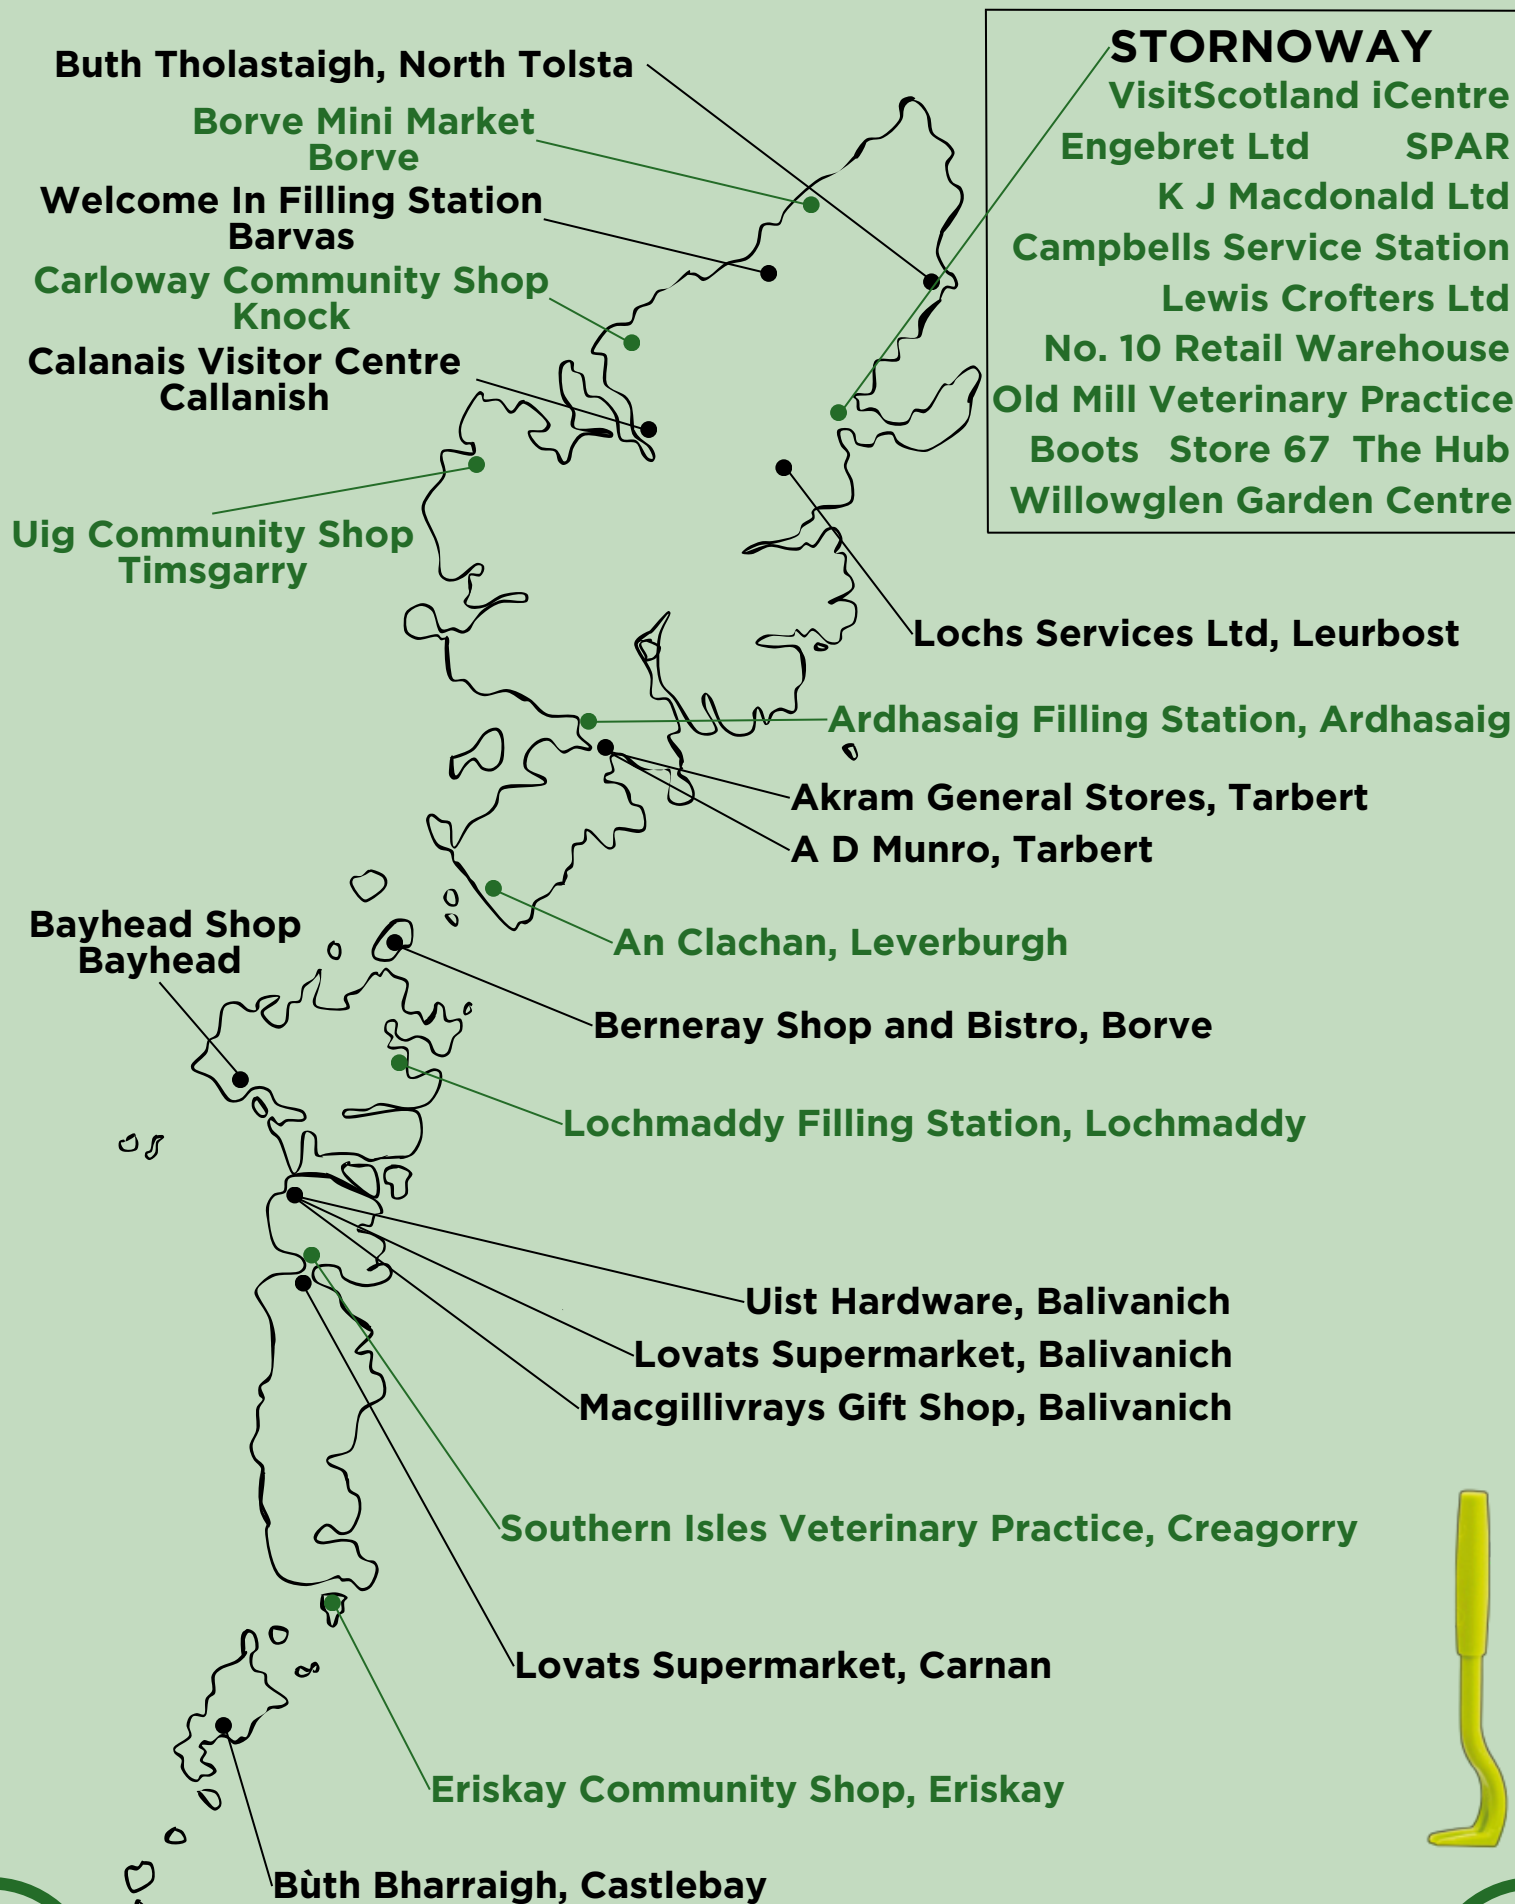 Buth Tholastaigh, North Tolsta
Borve Mini Market
Borve
Welcome In Filling Station
Barvas
Carloway Community Shop
Knock
Calanais Visitor Centre
Callanish
Uig Community Shop
Timsgarry
STORNOWAY
VisitScotland iCentre
Engebret Ltd SPAR
K J Macdonald Ltd
Campbells Service Station
Lewis Crofters Ltd
No. 10 Retail Warehouse
Old Mill Veterinary Practice
Boots Store 67 The Hub
Willowglen Garden Centre
Lochs Services Ltd, Leurbost
Ardhasaig Filling Station, Ardhasaig
Akram General Stores, Tarbert
A D Munro, Tarbert
An Clachan, Leverburgh
Bayhead Shop
Bayhead
Berneray Shop and Bistro, Borve
Lochmaddy Filling Station, Lochmaddy
Uist Hardware, Balivanich
Lovats Supermarket, Balivanich
Macgillivrays Gift Shop, Balivanich
Southern Isles Veterinary Practice, Creagorry
Lovats Supermarket, Carnan
Eriskay Community Shop, Eriskay
Bùth Bharraigh, Castlebay